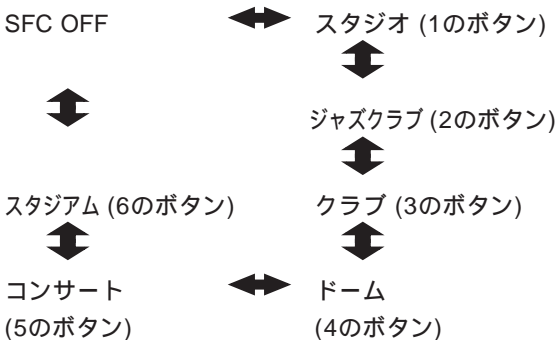 SFC OFF
スタジオ (1のボタン)
ジャズクラブ (2のボタン)
スタジアム (6のボタン)
クラブ (3のボタン)
コンサート
(5のボタン)
ドーム
(4のボタン)